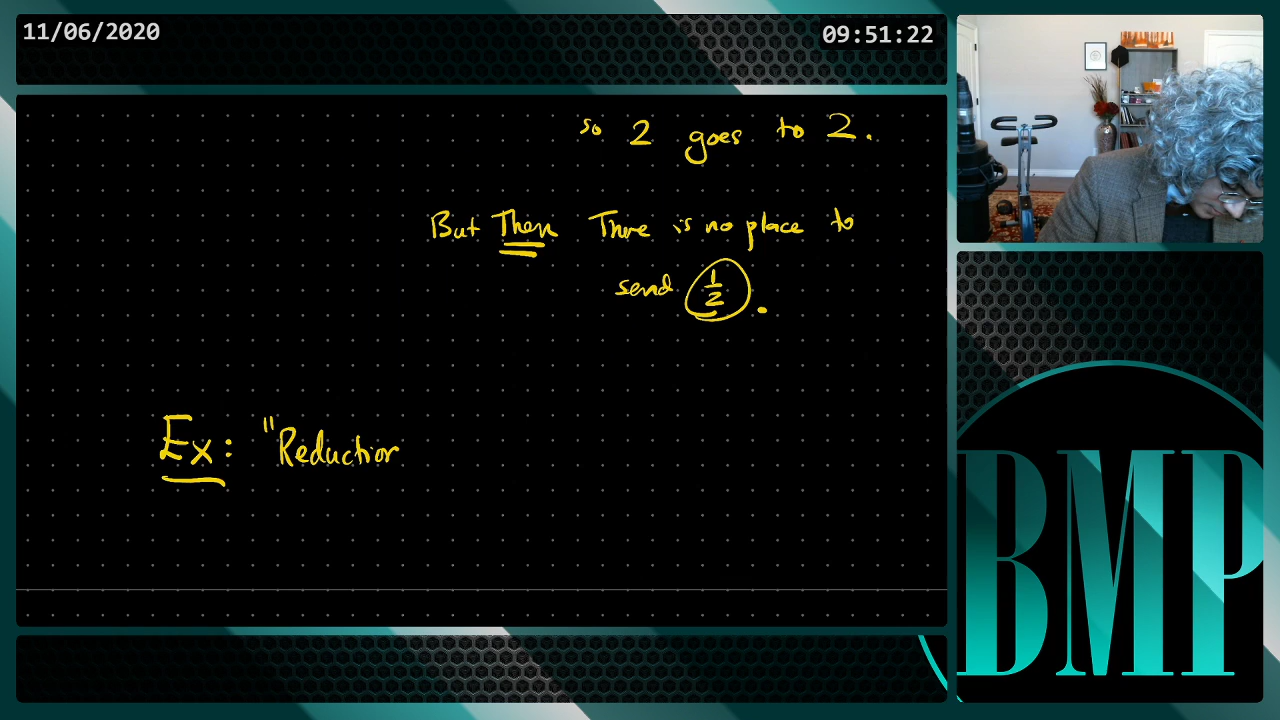 11/06/2020
09:51:22
so 2 goes to 2.
But Then There is no place to
send 1/2.
Ex: "Reduction
BMP